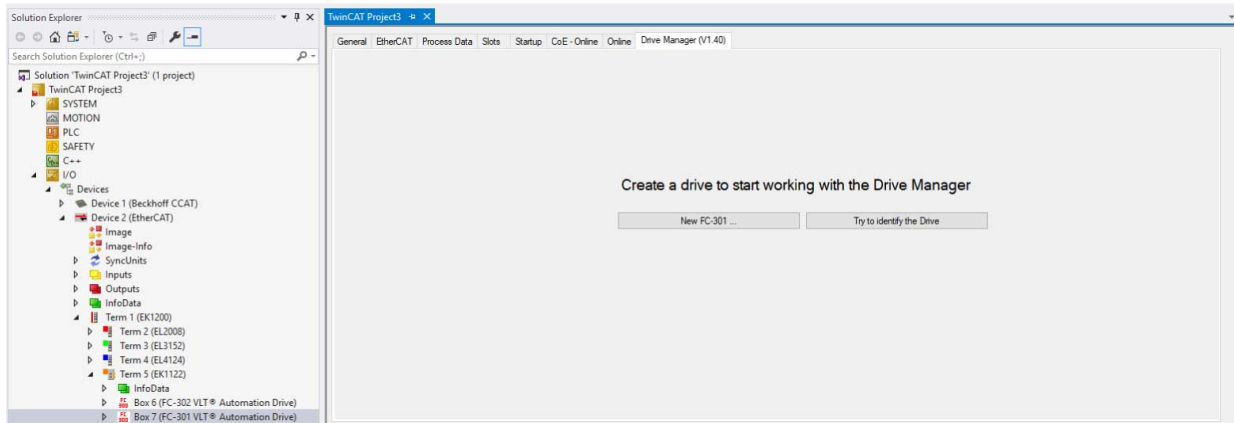 Solution Explorer
Search Solution Explorer (Ctrl+;)
Solution 'TwinCAT Project3' (1 project)
TwinCAT Project3
SYSTEM
MOTION
PLC
SAFETY
C++
I/O
Devices
Device 1 (Beckhoff CCAT)
Device 2 (EtherCAT)
Image
Image-Info
SyncUnits
Inputs
Outputs
InfoData
Term 1 (EK1200)
Term 2 (EL2008)
Term 3 (EL3152)
Term 4 (EL4124)
Term 5 (EK1122)
InfoData
Box 6 (FC-302 VLT® Automation Drive)
Box 7 (FC-301 VLT® Automation Drive)
TwinCAT Project3
General EtherCAT Process Data Slots Startup CoE - Online Online Drive Manager (V1.40)
Create a drive to start working with the Drive Manager
New FC-301 ... Try to identify the Drive